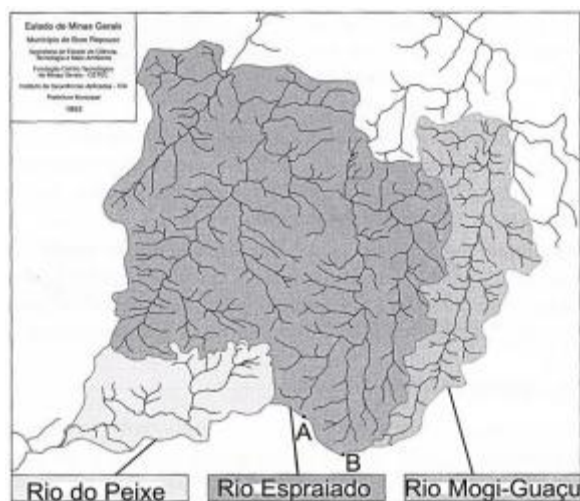 Estado de Minas Gerais
Município de Bom Repouso
Secretaria de Estado de Ciência,
Tecnologia e Meio Ambiente
Fundação Centro Tecnológico
de Minas Gerais - CETEC
Instituto de Geociências Aplicadas - IGA
Prefeitura Municipal
A
B
Rio do Peixe
Rio Espraiado
Rio Mogi-Guaçu